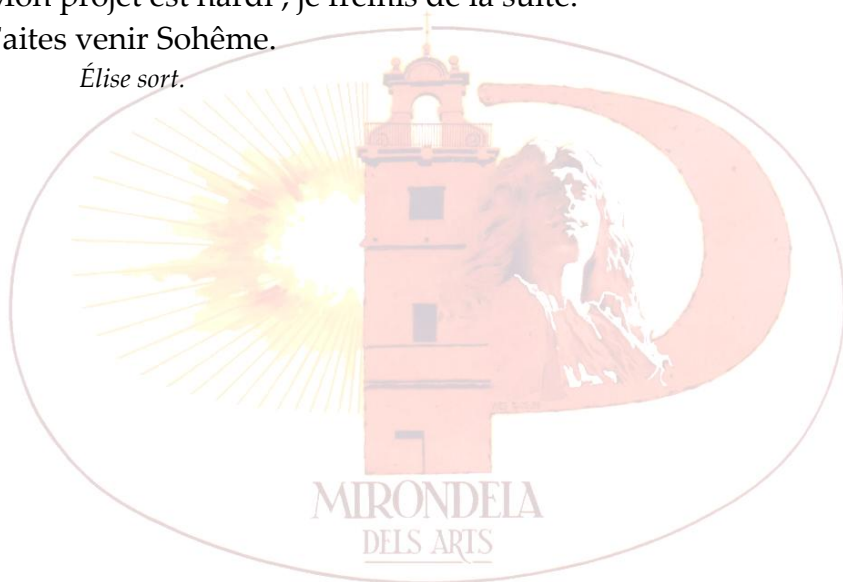 Mon projet est hardi ; je frémis de la suite.
Faites venir Sohême.
Élise sort.
MIRONDELA
DELS ARTS